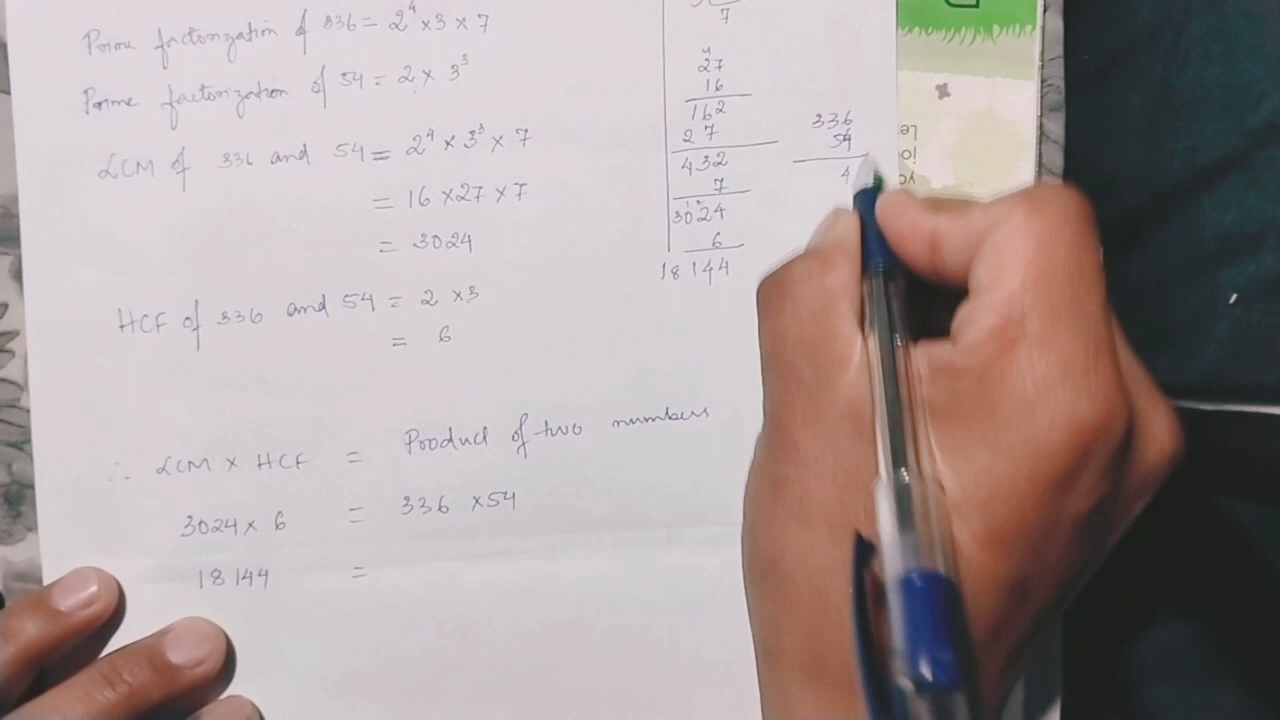 Prime factorization of 336 = 2⁴ × 3 × 7
Prime factorization of 54 = 2 × 3³
LCM of 336 and 54 = 2⁴ × 3³ × 7
= 16 × 27 × 7
= 3024
HCF of 336 and 54 = 2 × 3
= 6
∴ LCM × HCF = Product of two numbers
3024 × 6 = 336 × 54
18144 =
7
4
27
16
162
27
432
7
3024
6
18144
336
54
4